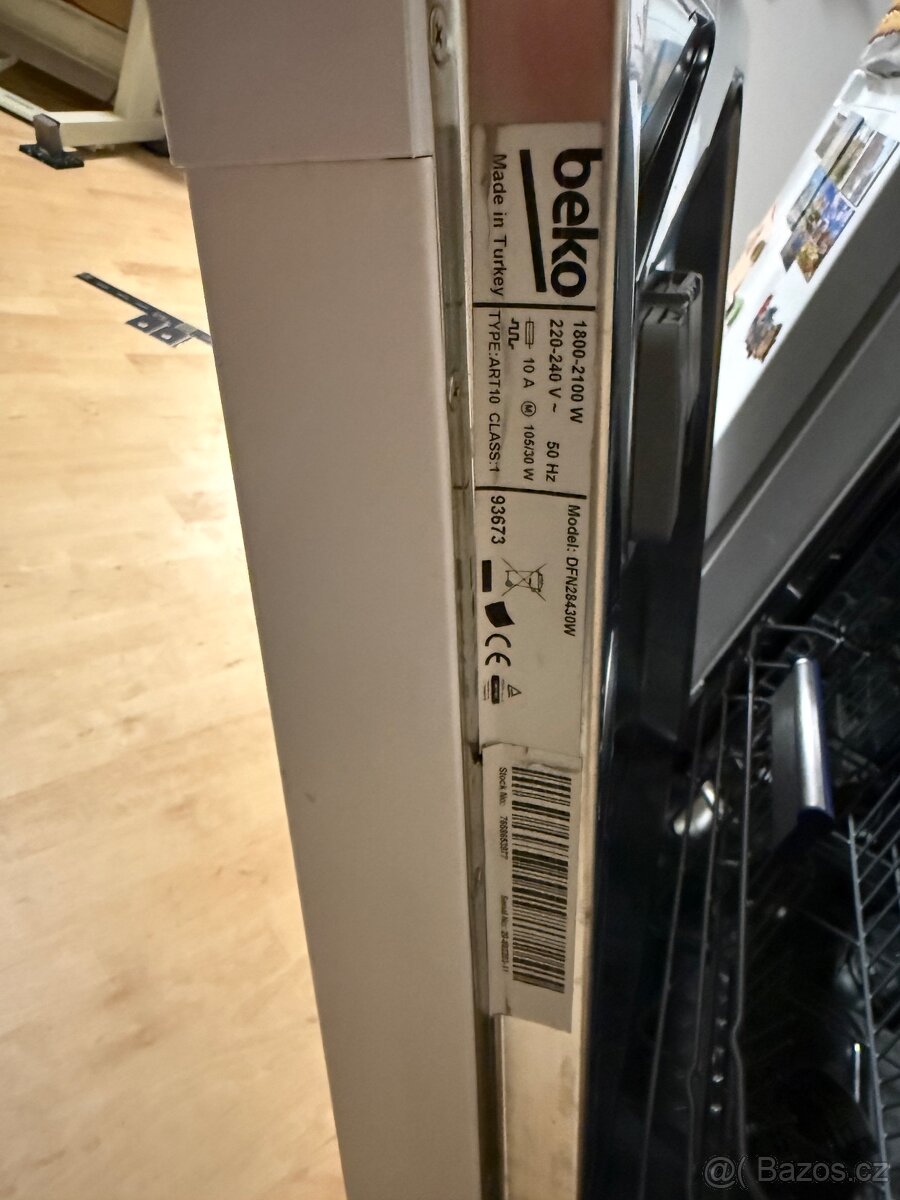 beko
Made in Turkey
1800-2100 W
220-240 V ~ 50 Hz
10 A M 105/30 W
TYPE:ART10 CLASS:1
Model: DFN28430W
93673
CE
Stock No: 7658653977
Serial No:
@( Bazos.cz